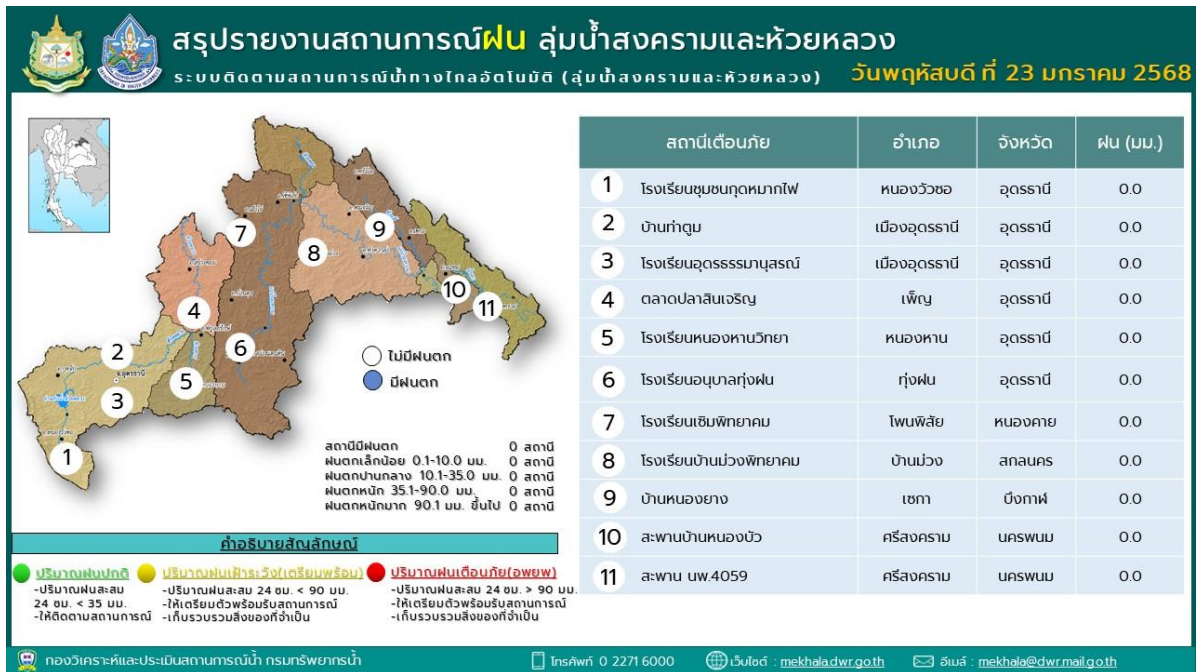 สรุปรายงานสถานการณ์ฝน ลุ่มน้ำสงครามและห้วยหลวง
ระบบติดตามสถานการณ์น้ำทางไกลอัตโนมัติ (ลุ่มน้ำสงครามและห้วยหลวง) วันพฤหัสบดี ที่ 23 มกราคม 2568
สถานีเตือนภัย อำเภอ จังหวัด ฝน (มม.)
1 โรงเรียนชุมชนกุดหมากไฟ หนองวัวซอ อุดรธานี 0.0
2 บ้านท่าตูม เมืองอุดรธานี อุดรธานี 0.0
3 โรงเรียนอุดรธรรมานุสรณ์ เมืองอุดรธานี อุดรธานี 0.0
4 ตลาดปลาสินเจริญ เพ็ญ อุดรธานี 0.0
5 โรงเรียนหนองหานวิทยา หนองหาน อุดรธานี 0.0
6 โรงเรียนอนุบาลทุ่งฝน ทุ่งฝน อุดรธานี 0.0
7 โรงเรียนเซิมพิทยาคม โพนพิสัย หนองคาย 0.0
8 โรงเรียนบ้านม่วงพิทยาคม บ้านม่วง สกลนคร 0.0
9 บ้านหนองยาง เซกา บึงกาฬ 0.0
10 สะพานบ้านหนองบัว ศรีสงคราม นครพนม 0.0
11 สะพาน นพ.4059 ศรีสงคราม นครพนม 0.0
7
9
8
10
11
4
2
6
5
3
1
จ.อุดรธานี
ไม่มีฝนตก
มีฝนตก
สถานีมีฝนตก 0 สถานี
ฝนตกเล็กน้อย 0.1-10.0 มม. 0 สถานี
ฝนตกปานกลาง 10.1-35.0 มม. 0 สถานี
ฝนตกหนัก 35.1-90.0 มม. 0 สถานี
ฝนตกหนักมาก 90.1 มม. ขึ้นไป 0 สถานี
คำอธิบายสัญลักษณ์
ปริมาณฝนปกติ
-ปริมาณฝนสะสม
24 ชม. < 35 มม.
-ให้ติดตามสถานการณ์
ปริมาณฝนเฝ้าระวัง(เตรียมพร้อม)
-ปริมาณฝนสะสม 24 ชม. < 90 มม.
-ให้เตรียมตัวพร้อมรับสถานการณ์
-เก็บรวบรวมสิ่งของที่จำเป็น
ปริมาณฝนเตือนภัย(อพยพ)
-ปริมาณฝนสะสม 24 ชม. > 90 มม.
-ให้เตรียมตัวพร้อมรับสถานการณ์
-เก็บรวบรวมสิ่งของที่จำเป็น
กองวิเคราะห์และประเมินสถานการณ์น้ำ กรมทรัพยากรน้ำ โทรศัพท์ 0 2271 6000 เว็บไซต์ : mekhala.dwr.go.th อีเมล์ : mekhala@dwr.mail.go.th